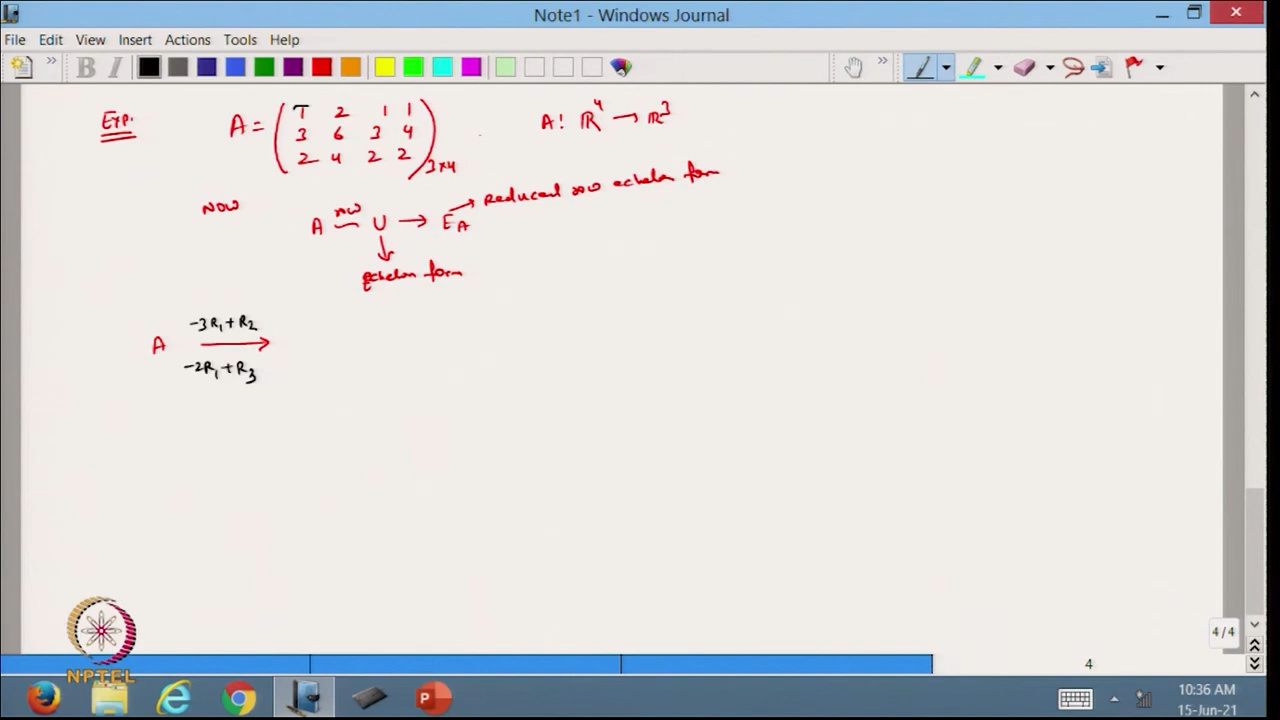 Note1 - Windows Journal
File Edit View Insert Actions Tools Help
Exp. A = ( 1 2 1 1 A: ℝ⁴ → ℝ³
3 6 3 4
2 4 2 2 )3×4
Now A row U → E_A → Reduced row echelon form
Echelon form
-3R₁+R₂
A →
-2R₁+R₃
4 / 4
NPTEL
4
10:36 AM
15-Jun-21